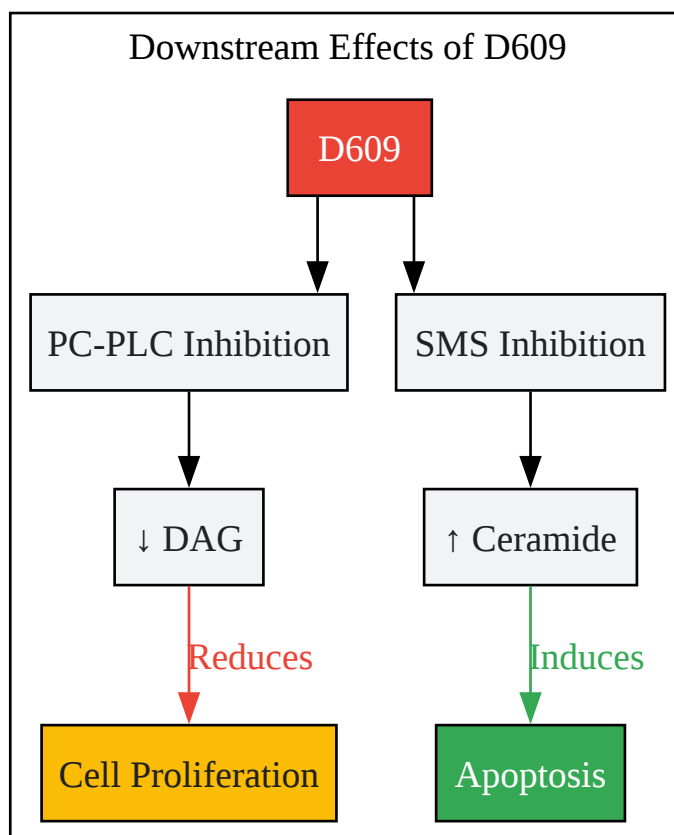 Downstream Effects of D609
D609
PC-PLC Inhibition
SMS Inhibition
↓ DAG
↑ Ceramide
Reduces
Induces
Cell Proliferation
Apoptosis